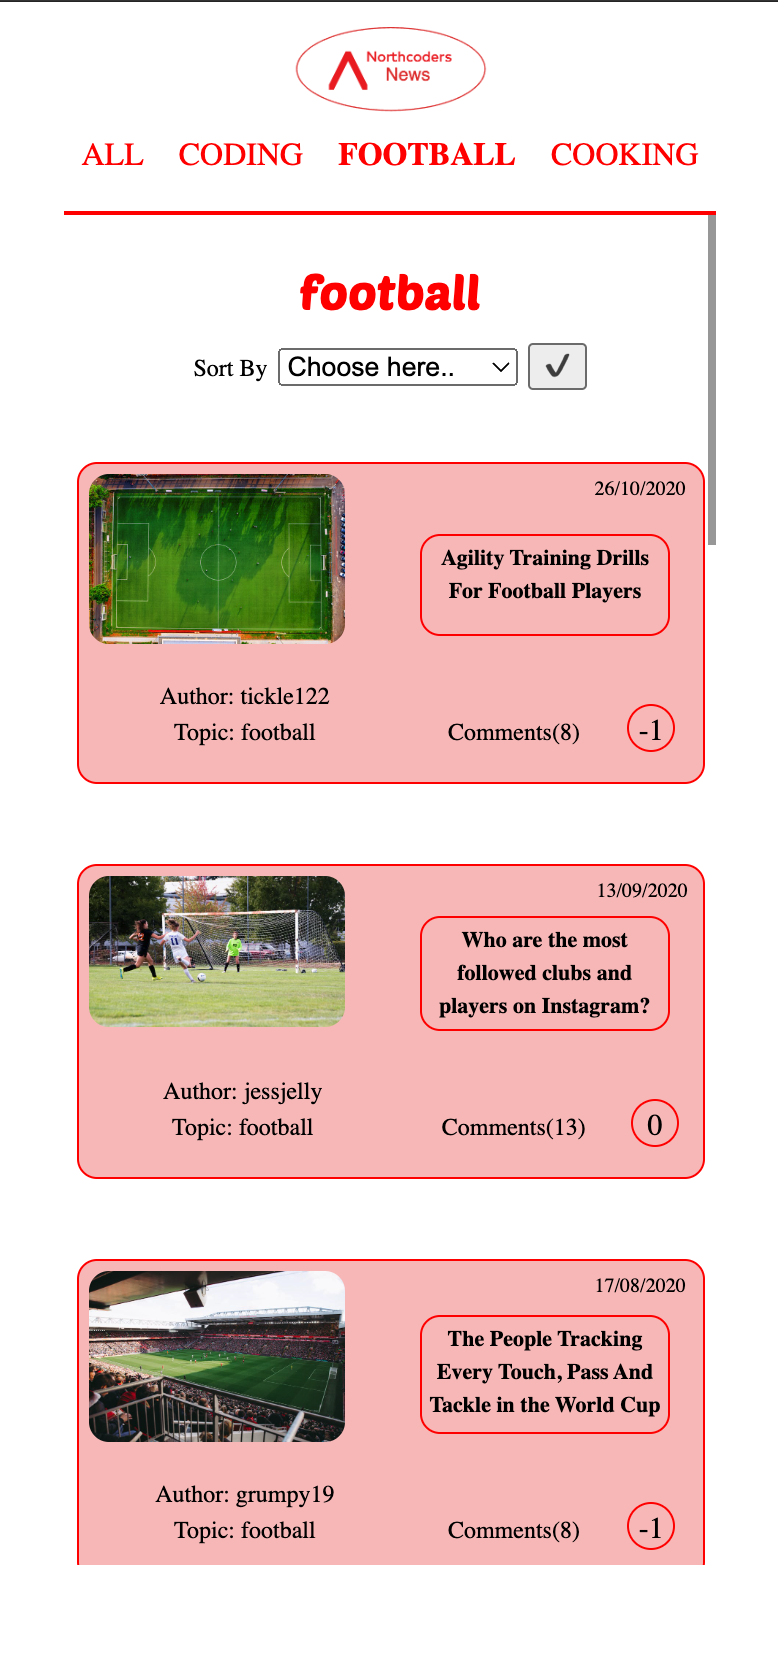 Northcoders
News
ALL CODING FOOTBALL COOKING
football
Sort By Choose here..
26/10/2020
Agility Training Drills
For Football Players
Author: tickle122
Topic: football
Comments(8)
-1
13/09/2020
Who are the most
followed clubs and
players on Instagram?
Author: jessjelly
Topic: football
Comments(13)
0
17/08/2020
The People Tracking
Every Touch, Pass And
Tackle in the World Cup
Author: grumpy19
Topic: football
Comments(8)
-1